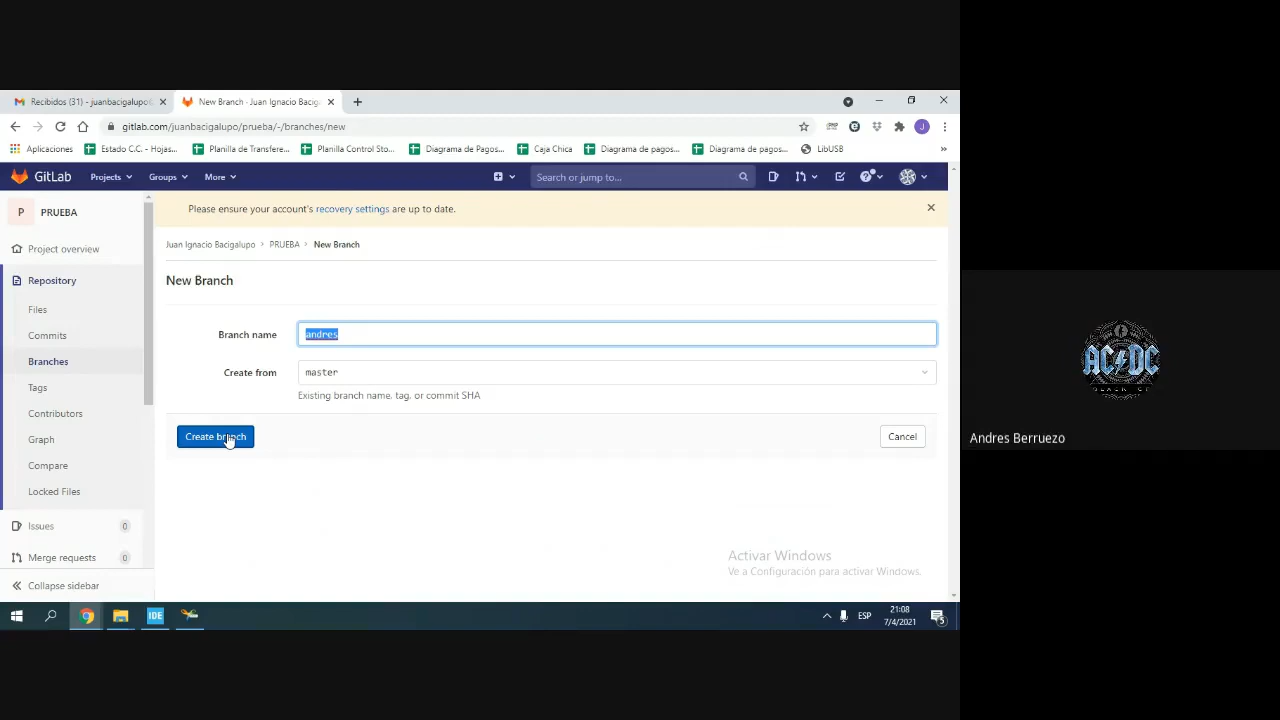 Recibidos (31) - juanbacigalupo(
New Branch · Juan Ignacio Bacig
gitlab.com/juanbacigalupo/prueba/-/branches/new
Aplicaciones
Estado C.C. - Hojas...
Planilla de Transfere...
Planilla Control Sto...
Diagrama de Pagos...
Caja Chica
Diagrama de pagos...
Diagrama de pagos...
LibUSB
»
GitLab
Projects
Groups
More
Search or jump to...
P PRUEBA
Please ensure your account's recovery settings are up to date.
Juan Ignacio Bacigalupo > PRUEBA > New Branch
New Branch
Branch name
andres
Create from
master
Existing branch name, tag, or commit SHA
Create branch
Cancel
Project overview
Repository
Files
Commits
Branches
Tags
Contributors
Graph
Compare
Locked Files
Issues 0
Merge requests 0
Collapse sidebar
Activar Windows
Ve a Configuración para activar Windows.
IDE
ESP
21:08
7/4/2021
5
AC DC
Andres Berruezo